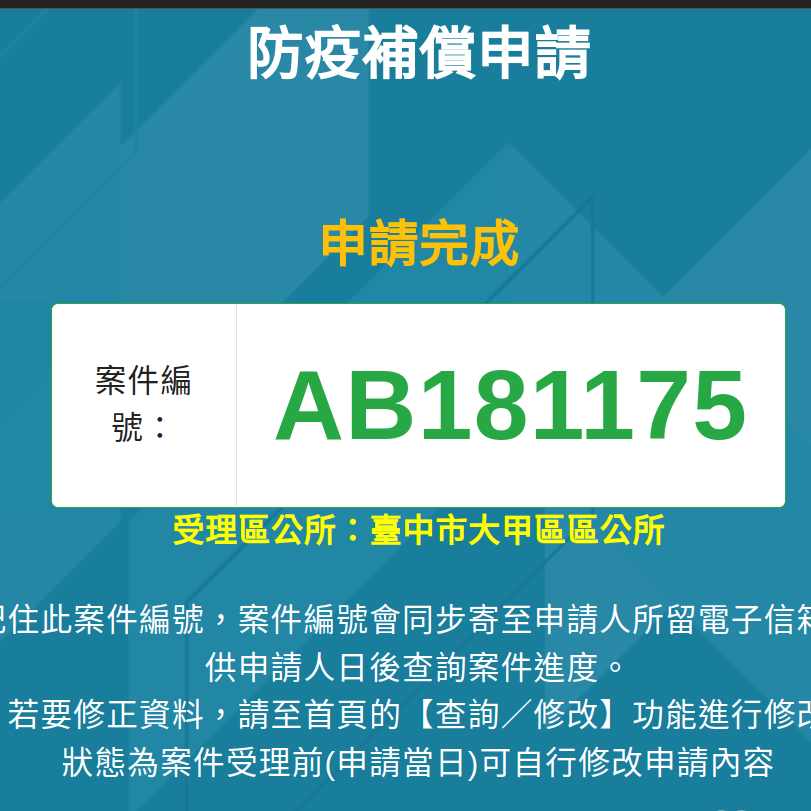 防疫補償申請
申請完成
案件編
號：
AB181175
受理區公所：臺中市大甲區區公所
住此案件編號，案件編號會同步寄至申請人所留電子信箱
供申請人日後查詢案件進度。
若要修正資料，請至首頁的【查詢／修改】功能進行修改
狀態為案件受理前(申請當日)可自行修改申請內容